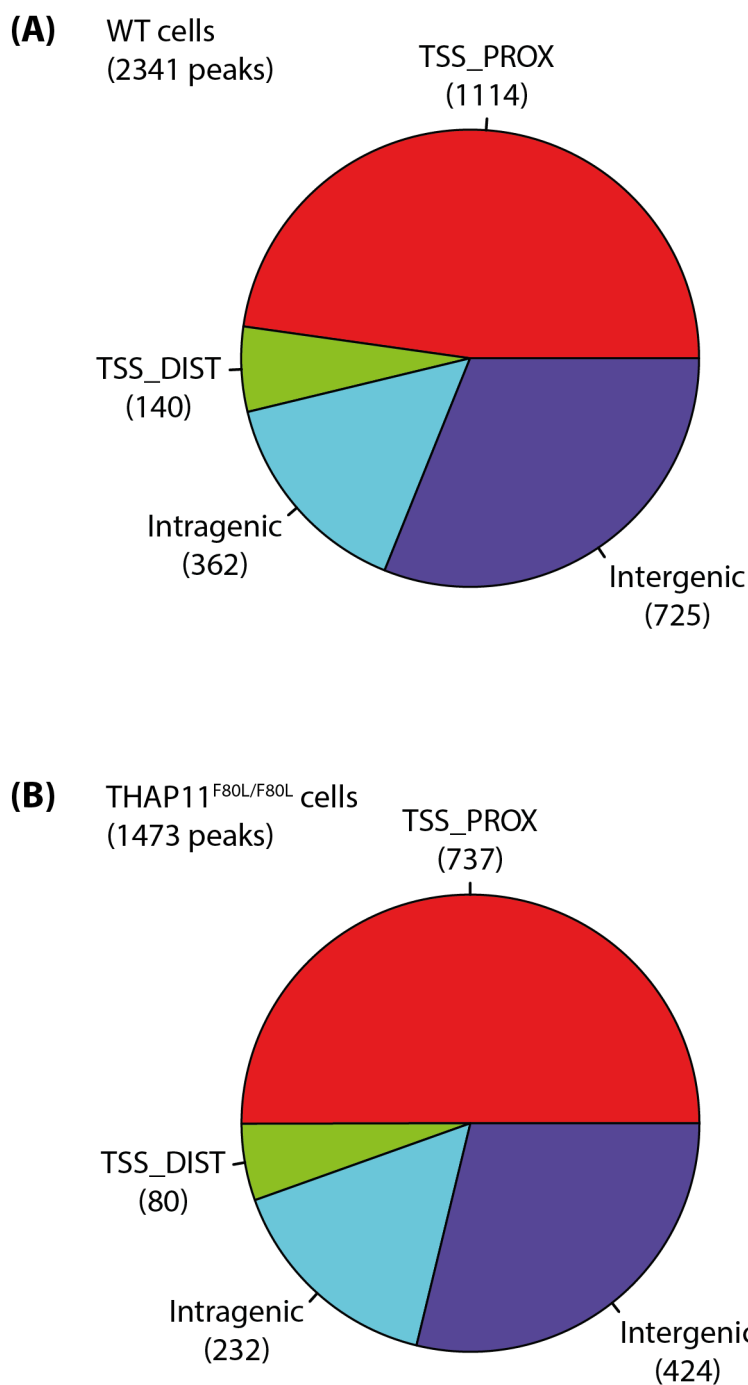 (A)
WT cells
(2341 peaks)
TSS_PROX
(1114)
TSS_DIST
(140)
Intragenic
(362)
Intergenic
(725)
(B)
THAP11F80L/F80L cells
(1473 peaks)
TSS_PROX
(737)
TSS_DIST
(80)
Intragenic
(232)
Intergenic
(424)